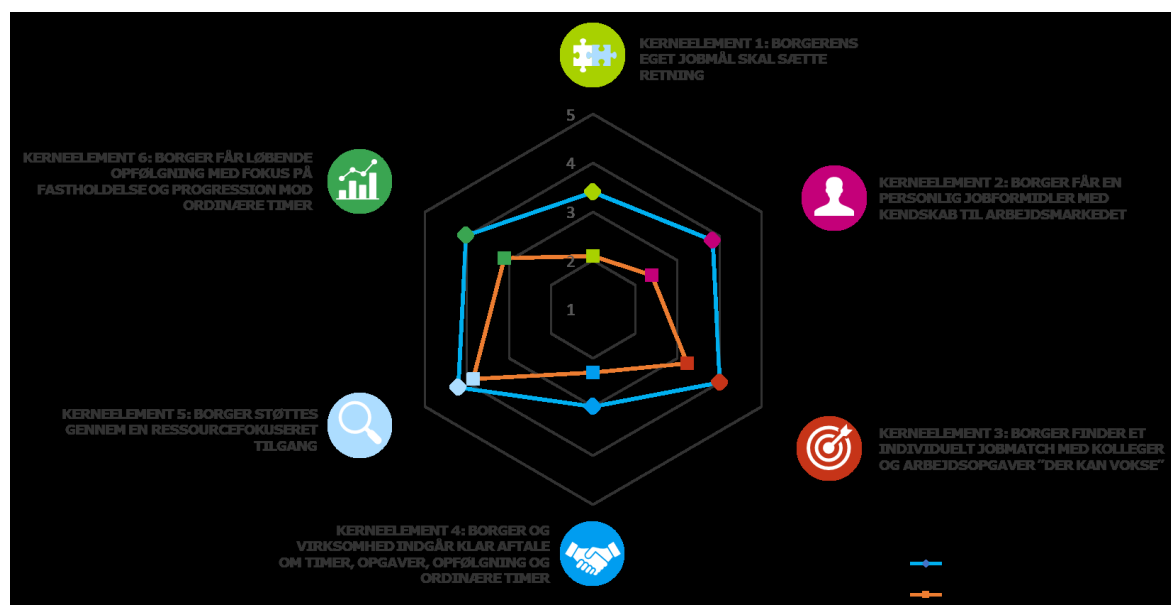 KERNEELEMENT 1: BORGERENS
EGET JOBMÅL SKAL SÆTTE
RETNING
KERNEELEMENT 6: BORGER FÅR LØBENDE
OPFØLGNING MED FOKUS PÅ
FASTHOLDELSE OG PROGRESSION MOD
ORDINÆRE TIMER
KERNEELEMENT 2: BORGER FÅR EN
PERSONLIG JOBFORMIDLER MED
KENDSKAB TIL ARBEJDSMARKEDET
5
4
3
2
1
KERNEELEMENT 5: BORGER STØTTES
GENNEM EN RESSOURCEFOKUSERET
TILGANG
KERNEELEMENT 3: BORGER FINDER ET
INDIVIDUELT JOBMATCH MED KOLLEGER
OG ARBEJDSOPGAVER ”DER KAN VOKSE”
KERNEELEMENT 4: BORGER OG
VIRKSOMHED INDGÅR KLAR AFTALE
OM TIMER, OPGAVER, OPFØLGNING OG
ORDINÆRE TIMER